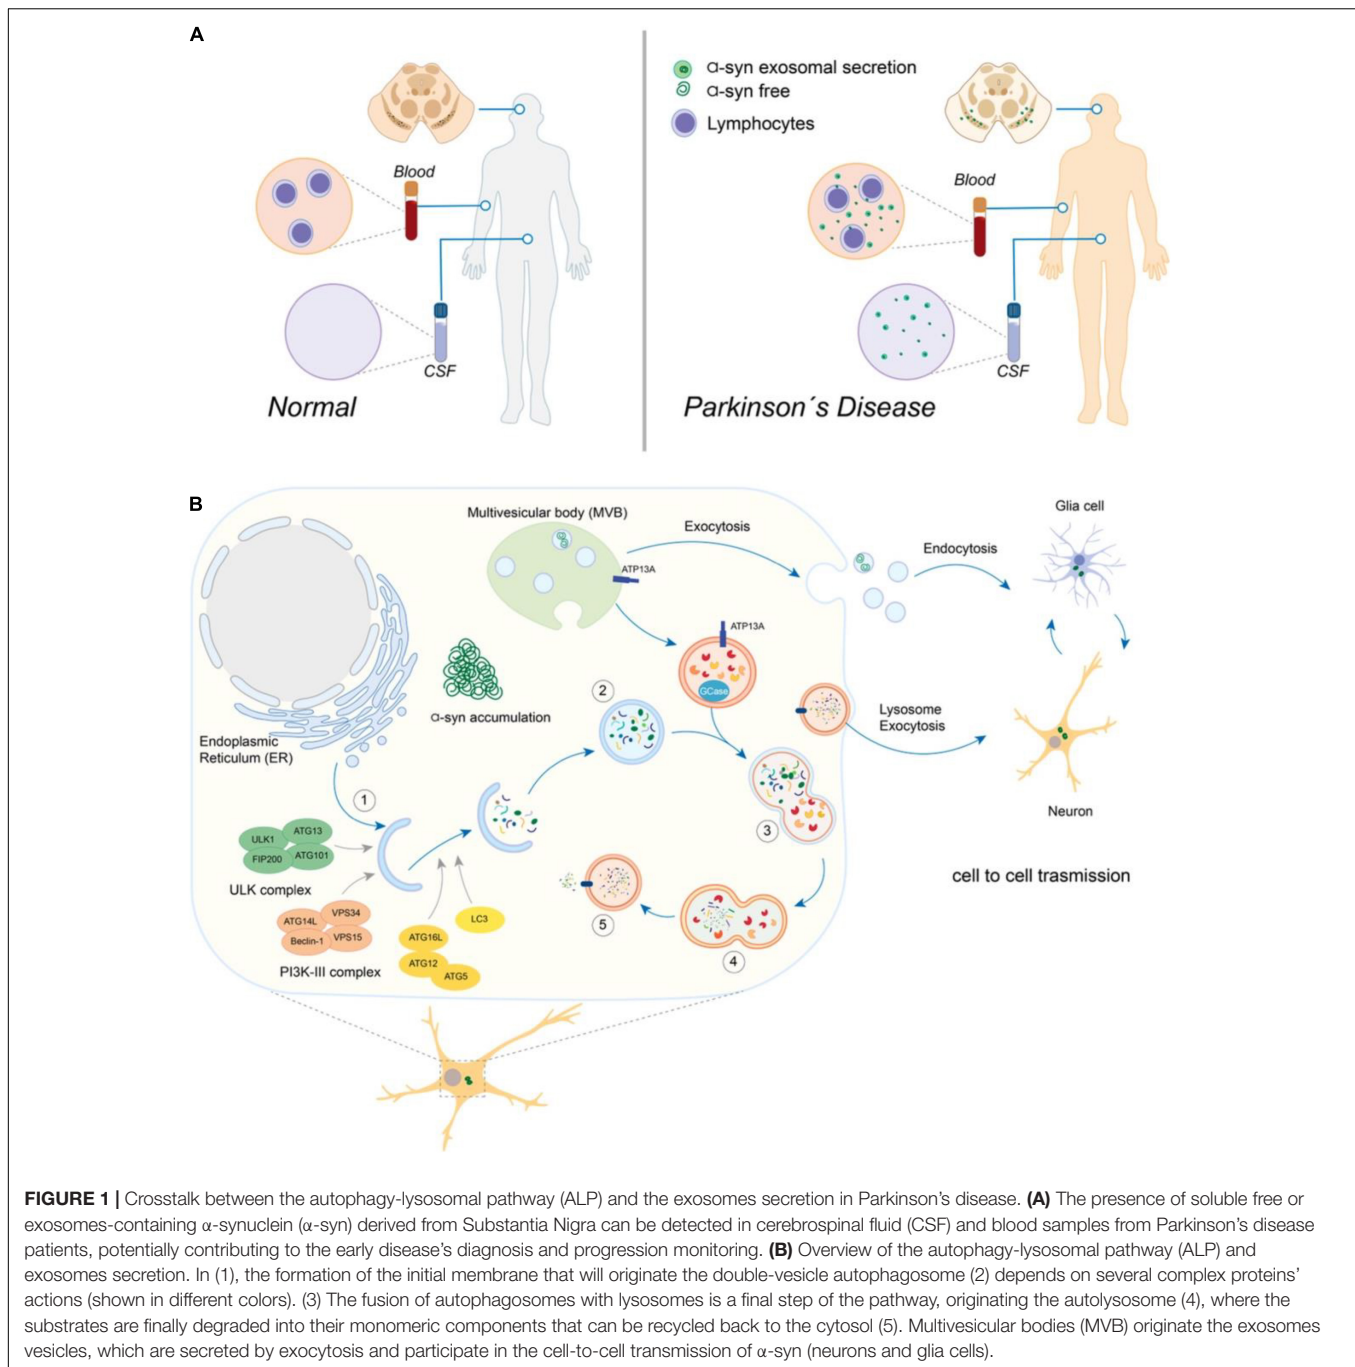 A
α-syn exosomal secretion
α-syn free
Lymphocytes
Blood
CSF
Normal
Blood
CSF
Parkinson´s Disease
B
Multivesicular body (MVB)
Exocytosis
ATP13A
Endocytosis
Glia cell
ATP13A
GCase
α-syn accumulation
2
Lysosome
Exocytosis
Endoplasmic
Reticulum (ER)
1
3
Neuron
ULK1
ATG13
FIP200
ATG101
ULK complex
cell to cell trasmission
ATG14L
VPS34
Beclin-1
VPS15
PI3K-III complex
LC3
ATG16L
ATG12
ATG5
5
4
FIGURE 1 | Crosstalk between the autophagy-lysosomal pathway (ALP) and the exosomes secretion in Parkinson's disease. (A) The presence of soluble free or
exosomes-containing α-synuclein (α-syn) derived from Substantia Nigra can be detected in cerebrospinal fluid (CSF) and blood samples from Parkinson's disease
patients, potentially contributing to the early disease's diagnosis and progression monitoring. (B) Overview of the autophagy-lysosomal pathway (ALP) and
exosomes secretion. In (1), the formation of the initial membrane that will originate the double-vesicle autophagosome (2) depends on several complex proteins'
actions (shown in different colors). (3) The fusion of autophagosomes with lysosomes is a final step of the pathway, originating the autolysosome (4), where the
substrates are finally degraded into their monomeric components that can be recycled back to the cytosol (5). Multivesicular bodies (MVB) originate the exosomes
vesicles, which are secreted by exocytosis and participate in the cell-to-cell transmission of α-syn (neurons and glia cells).